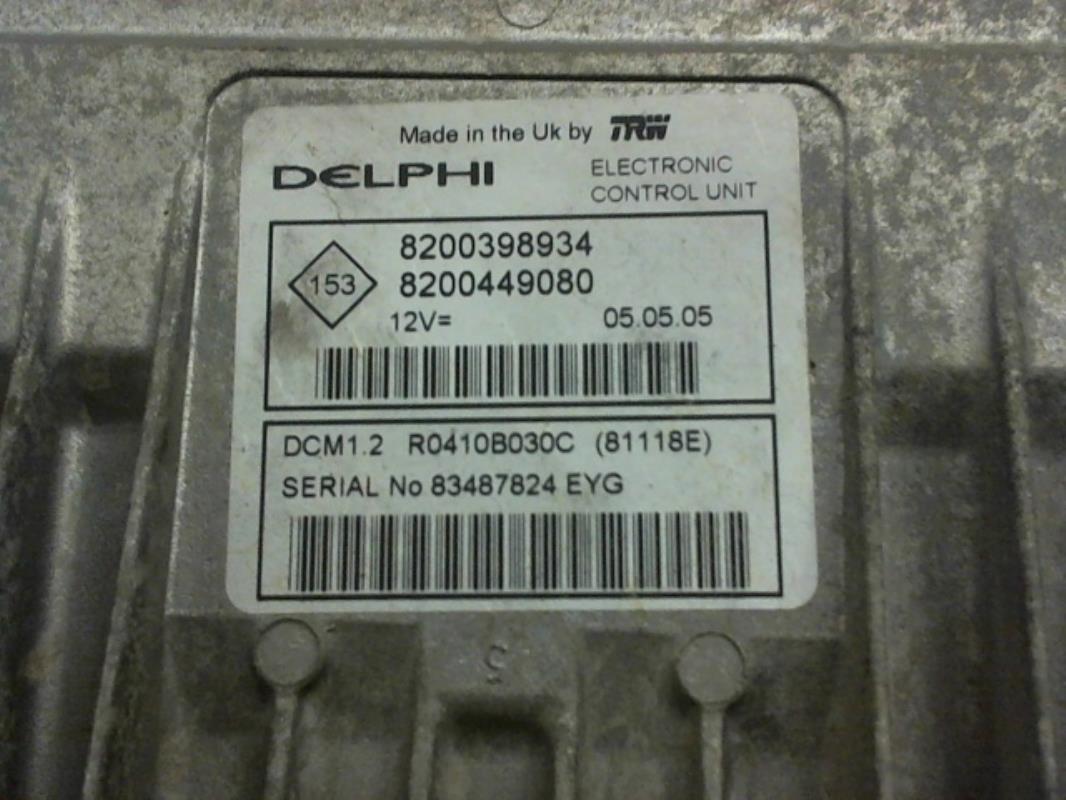 Made in the Uk by TRW
DELPHI
ELECTRONIC
CONTROL UNIT
153
8200398934
8200449080
12V=
05.05.05
DCM1.2 R0410B030C (81118E)
SERIAL No 83487824 EYG